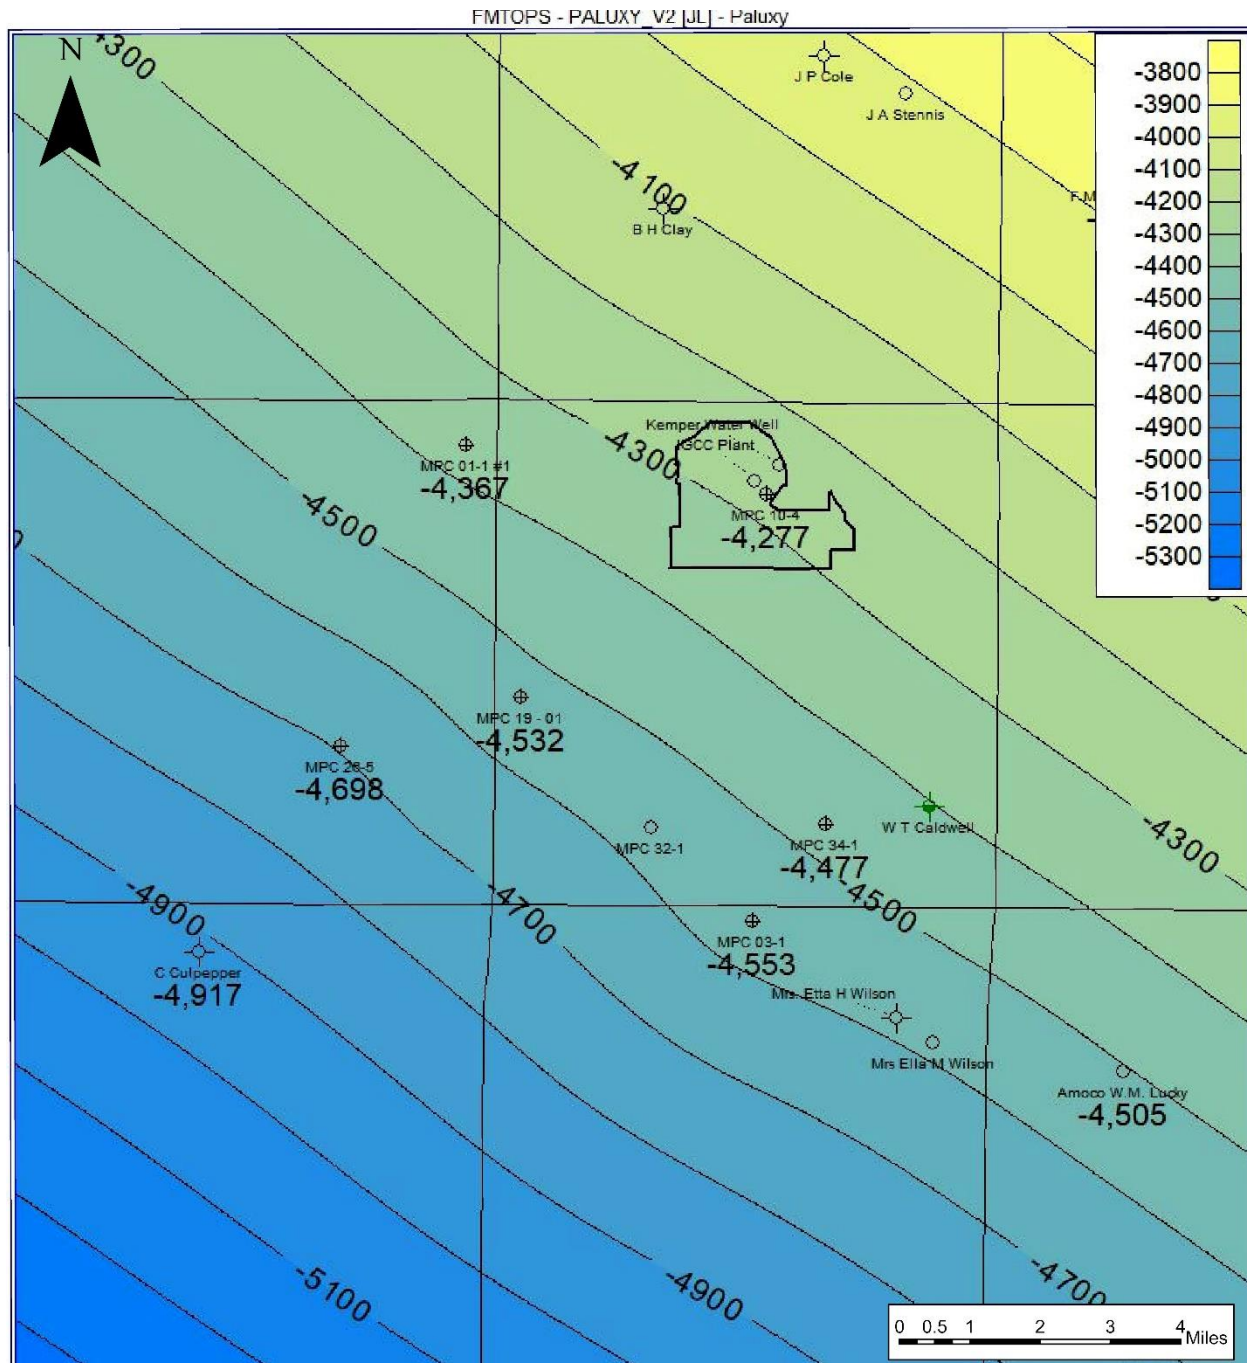 FMTOPS - PALUXY_V2 [JL] - Paluxy
N
-4300
J P Cole
J A Stennis
-4100
B H Clay
F M
-3800
-3900
-4000
-4100
-4200
-4300
-4400
-4500
-4600
-4700
-4800
-4900
-5000
-5100
-5200
-5300
Kemper Water Well
IGCC Plant
-4300
MPC 01-1 #1
-4,367
-4500
MPC 10-4
-4,277
MPC 19 - 01
-4,532
MPC 26-5
-4,698
MPC 32-1
MPC 34-1
-4,477
W T Caldwell
-4300
-4900
-4700
-4500
C Culpepper
-4,917
MPC 03-1
-4,553
Mrs. Etta H Wilson
Mrs Ella M Wilson
Amoco W.M. Lucky
-4,505
-5100
-4900
-4700
0 0.5 1 2 3 4
Miles